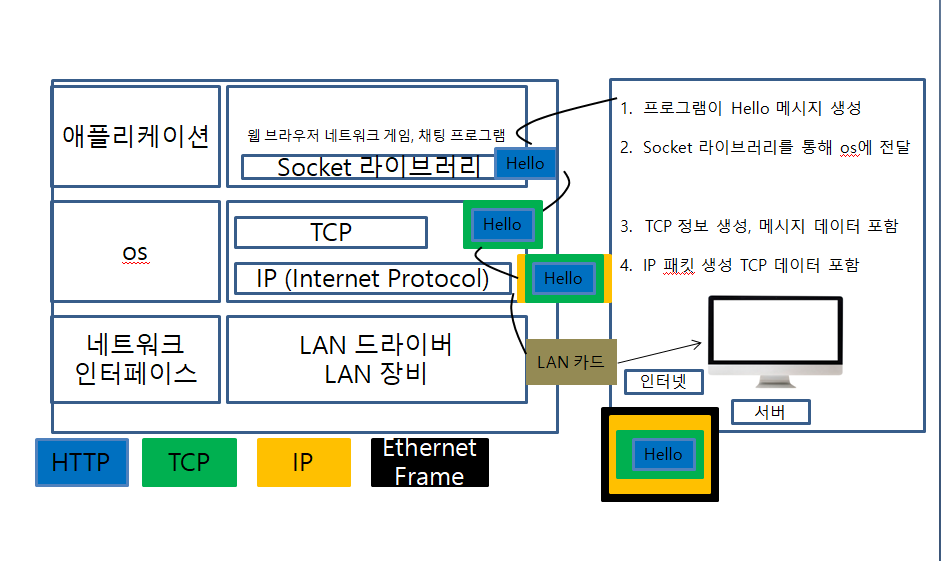 애플리케이션
웹 브라우저 네트워크 게임, 채팅 프로그램
Socket 라이브러리
Hello
os
TCP
Hello
IP (Internet Protocol)
Hello
네트워크
인터페이스
LAN 드라이버
LAN 장비
LAN 카드
1. 프로그램이 Hello 메시지 생성
2. Socket 라이브러리를 통해 os에 전달
3. TCP 정보 생성, 메시지 데이터 포함
4. IP 패킷 생성 TCP 데이터 포함
인터넷
서버
Hello
HTTP
TCP
IP
Ethernet
Frame